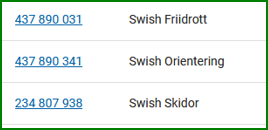 437 890 031 Swish Friidrott
437 890 341 Swish Orientering
234 807 938 Swish Skidor